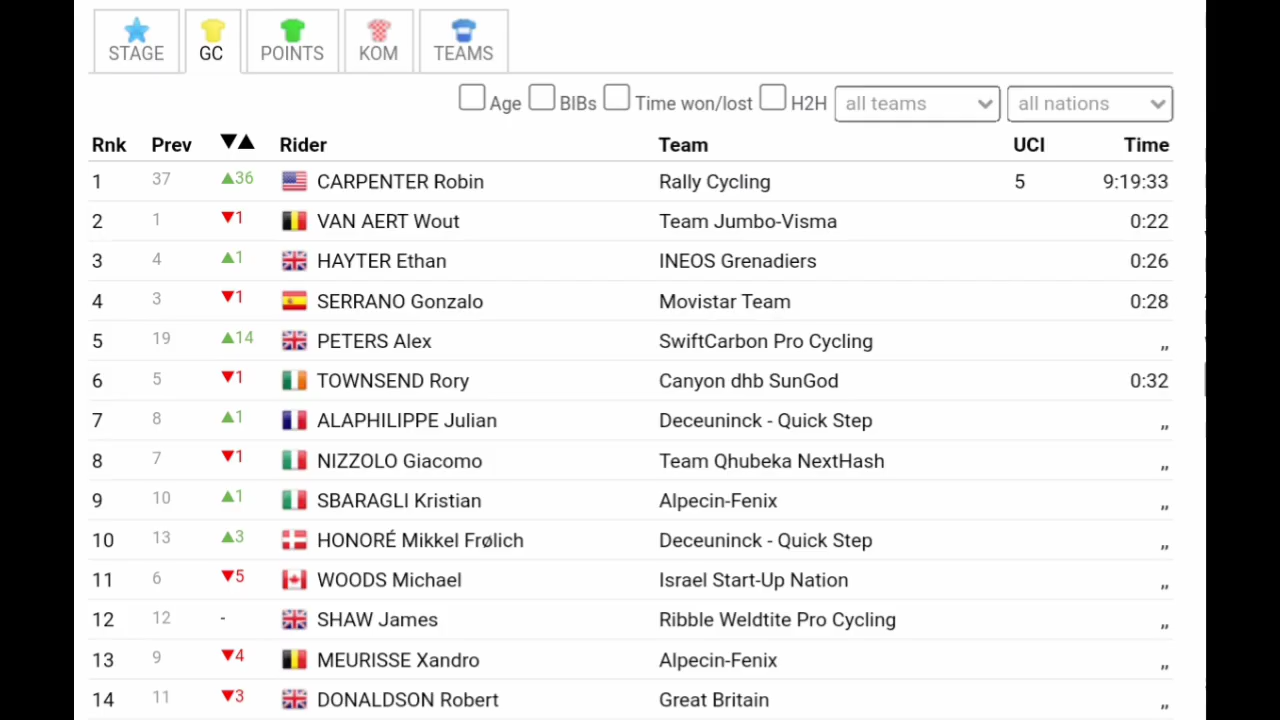 STAGE GC POINTS KOM TEAMS
Age BIBs Time won/lost H2H all teams all nations
Rnk Prev ▼▲ Rider Team UCI Time
1 37 ▲36 CARPENTER Robin Rally Cycling 5 9:19:33
2 1 ▼1 VAN AERT Wout Team Jumbo-Visma 0:22
3 4 ▲1 HAYTER Ethan INEOS Grenadiers 0:26
4 3 ▼1 SERRANO Gonzalo Movistar Team 0:28
5 19 ▲14 PETERS Alex SwiftCarbon Pro Cycling ,,
6 5 ▼1 TOWNSEND Rory Canyon dhb SunGod 0:32
7 8 ▲1 ALAPHILIPPE Julian Deceuninck - Quick Step ,,
8 7 ▼1 NIZZOLO Giacomo Team Qhubeka NextHash ,,
9 10 ▲1 SBARAGLI Kristian Alpecin-Fenix ,,
10 13 ▲3 HONORÉ Mikkel Frølich Deceuninck - Quick Step ,,
11 6 ▼5 WOODS Michael Israel Start-Up Nation ,,
12 12 - SHAW James Ribble Weldtite Pro Cycling ,,
13 9 ▼4 MEURISSE Xandro Alpecin-Fenix ,,
14 11 ▼3 DONALDSON Robert Great Britain ,,